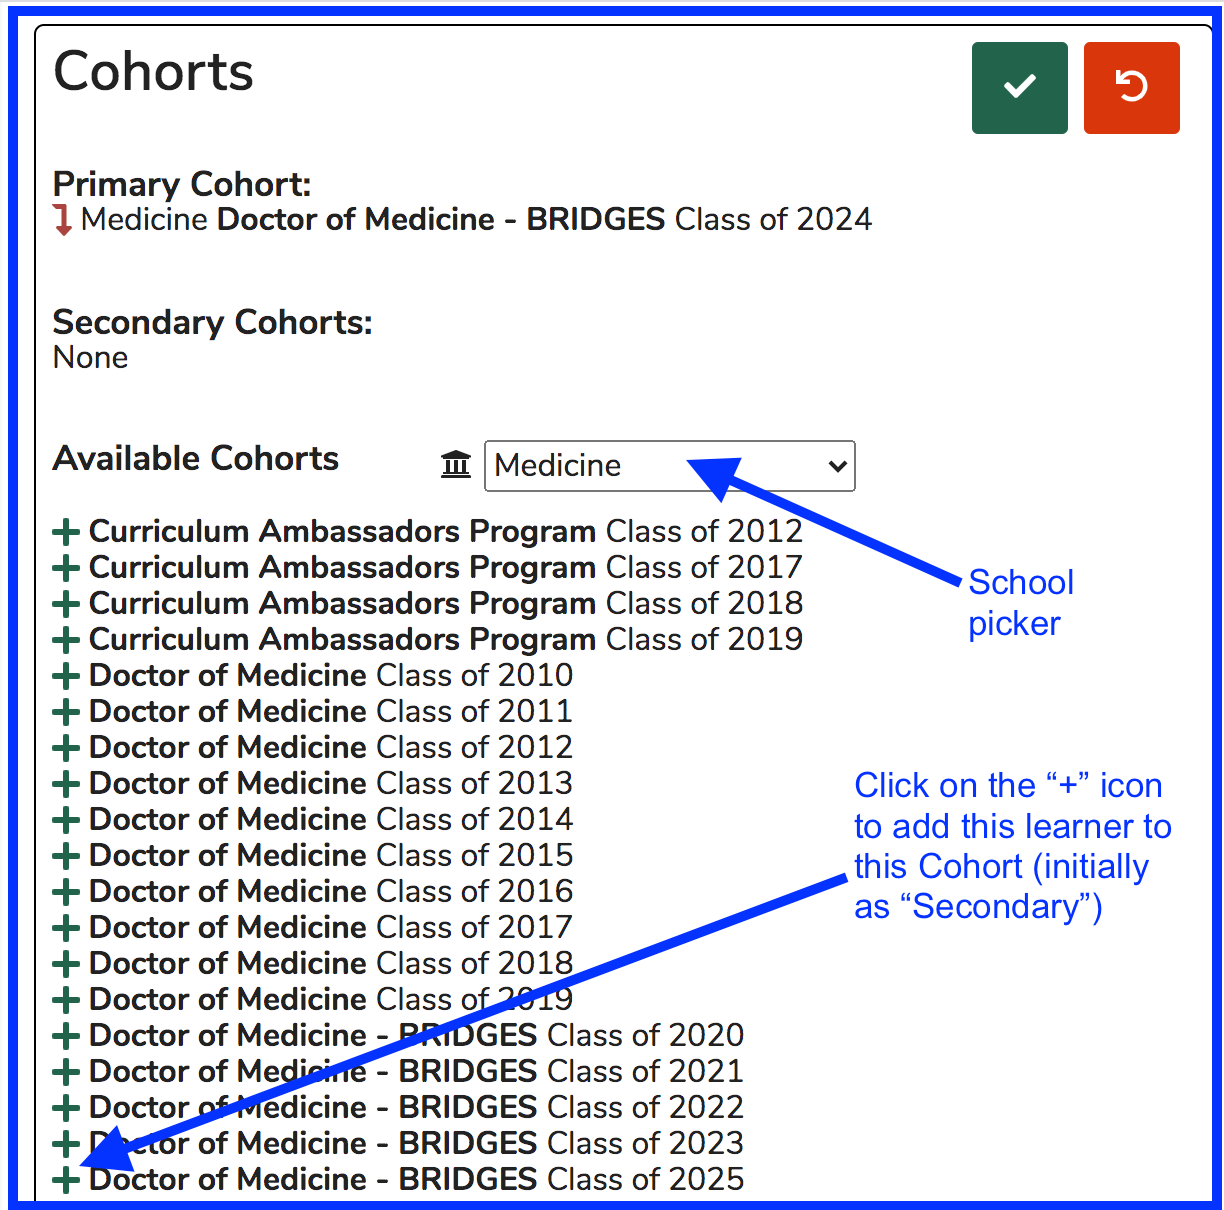 Cohorts
Primary Cohort:
Medicine Doctor of Medicine - BRIDGES Class of 2024
Secondary Cohorts:
None
Available Cohorts
Medicine
Curriculum Ambassadors Program Class of 2012
Curriculum Ambassadors Program Class of 2017
Curriculum Ambassadors Program Class of 2018
Curriculum Ambassadors Program Class of 2019
School
picker
Doctor of Medicine Class of 2010
Doctor of Medicine Class of 2011
Doctor of Medicine Class of 2012
Doctor of Medicine Class of 2013
Doctor of Medicine Class of 2014
Doctor of Medicine Class of 2015
Doctor of Medicine Class of 2016
Doctor of Medicine Class of 2017
Doctor of Medicine Class of 2018
Doctor of Medicine Class of 2019
Click on the “+” icon
to add this learner to
this Cohort (initially
as “Secondary”)
Doctor of Medicine - BRIDGES Class of 2020
Doctor of Medicine - BRIDGES Class of 2021
Doctor of Medicine - BRIDGES Class of 2022
Doctor of Medicine - BRIDGES Class of 2023
Doctor of Medicine - BRIDGES Class of 2025